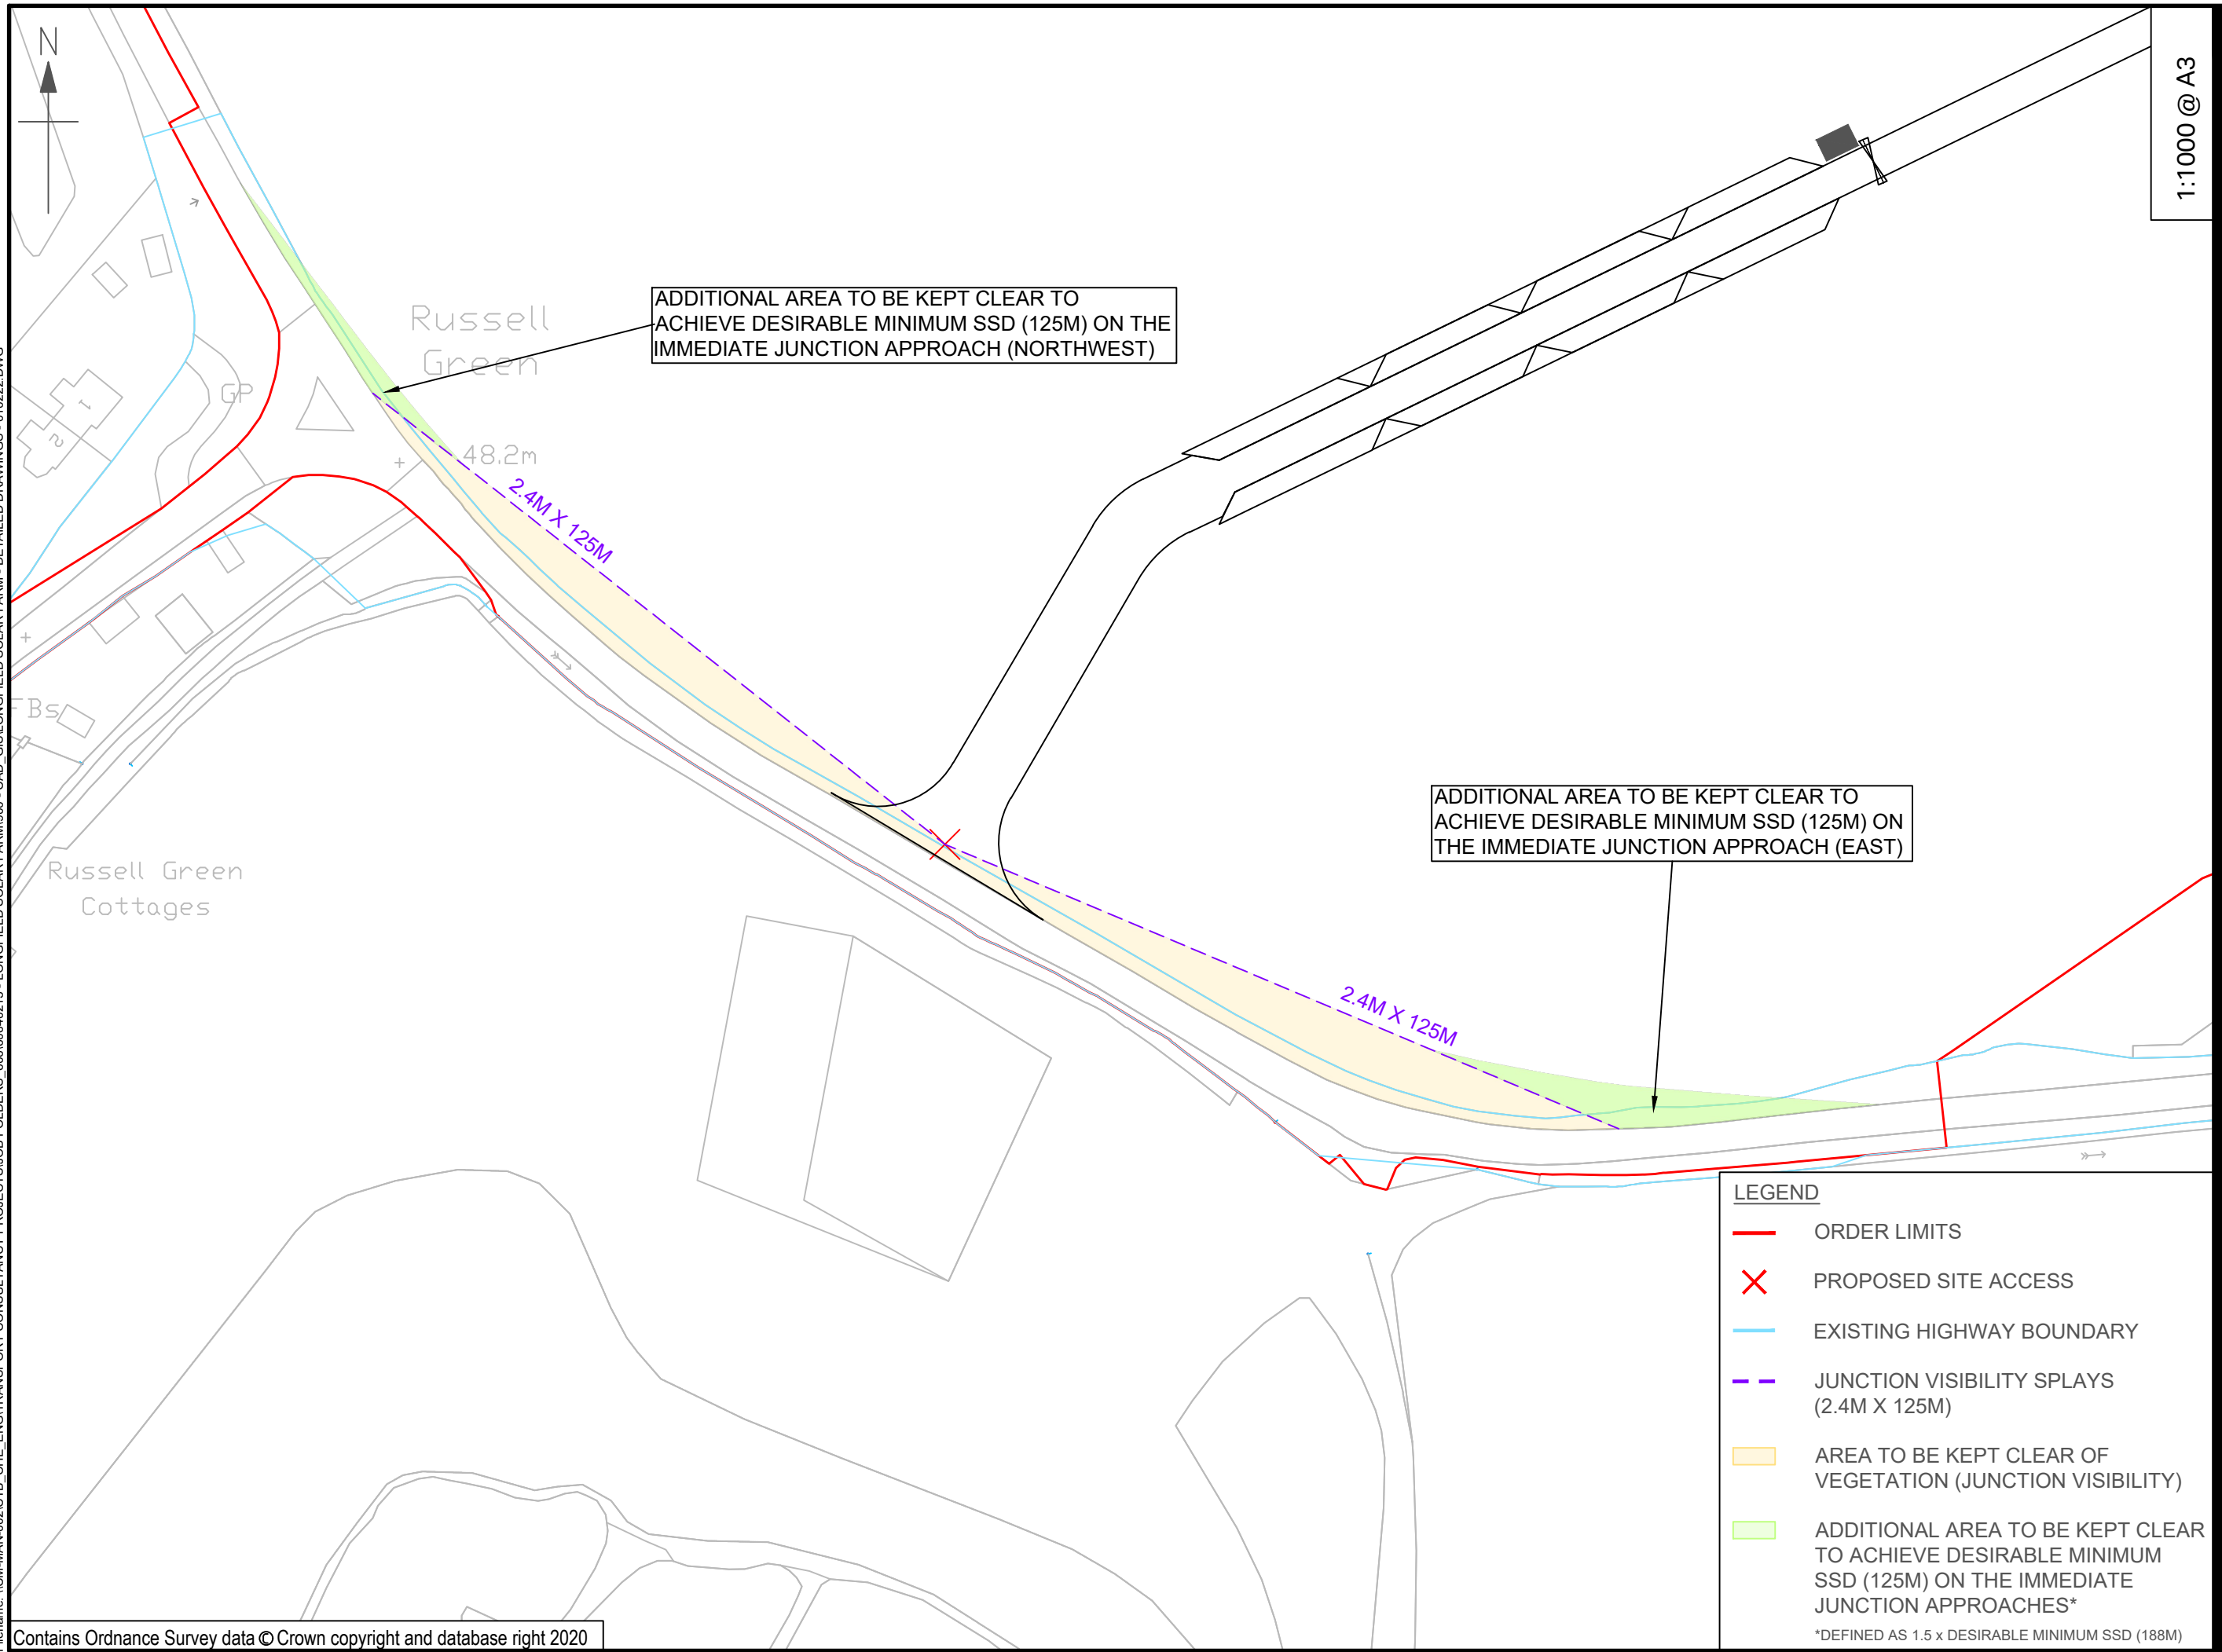 N
1:1000 @ A3
Russell
Green
ADDITIONAL AREA TO BE KEPT CLEAR TO
ACHIEVE DESIRABLE MINIMUM SSD (125M) ON THE
IMMEDIATE JUNCTION APPROACH (NORTHWEST)
GP
1
2
48.2m
2.4M X 125M
FBs
Russell Green
Cottages
ADDITIONAL AREA TO BE KEPT CLEAR TO
ACHIEVE DESIRABLE MINIMUM SSD (125M) ON
THE IMMEDIATE JUNCTION APPROACH (EAST)
2.4M X 125M
LEGEND
ORDER LIMITS
PROPOSED SITE ACCESS
EXISTING HIGHWAY BOUNDARY
JUNCTION VISIBILITY SPLAYS
(2.4M X 125M)
AREA TO BE KEPT CLEAR OF
VEGETATION (JUNCTION VISIBILITY)
ADDITIONAL AREA TO BE KEPT CLEAR
TO ACHIEVE DESIRABLE MINIMUM
SSD (125M) ON THE IMMEDIATE
JUNCTION APPROACHES*
*DEFINED AS 1.5 x DESIRABLE MINIMUM SSD (188M)
Contains Ordnance Survey data © Crown copyright and database right 2020